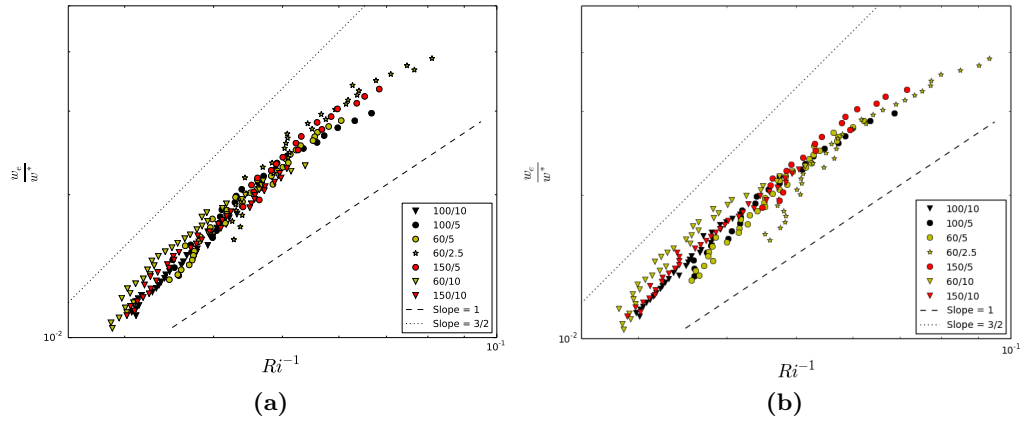 w_e
w*
10^-2
10^-1
Ri^-1
100/10
100/5
60/5
60/2.5
150/5
60/10
150/10
Slope = 1
Slope = 3/2
(a)
w_e
w*
10^-2
10^-1
Ri^-1
100/10
100/5
60/5
60/2.5
150/5
60/10
150/10
Slope = 1
Slope = 3/2
(b)